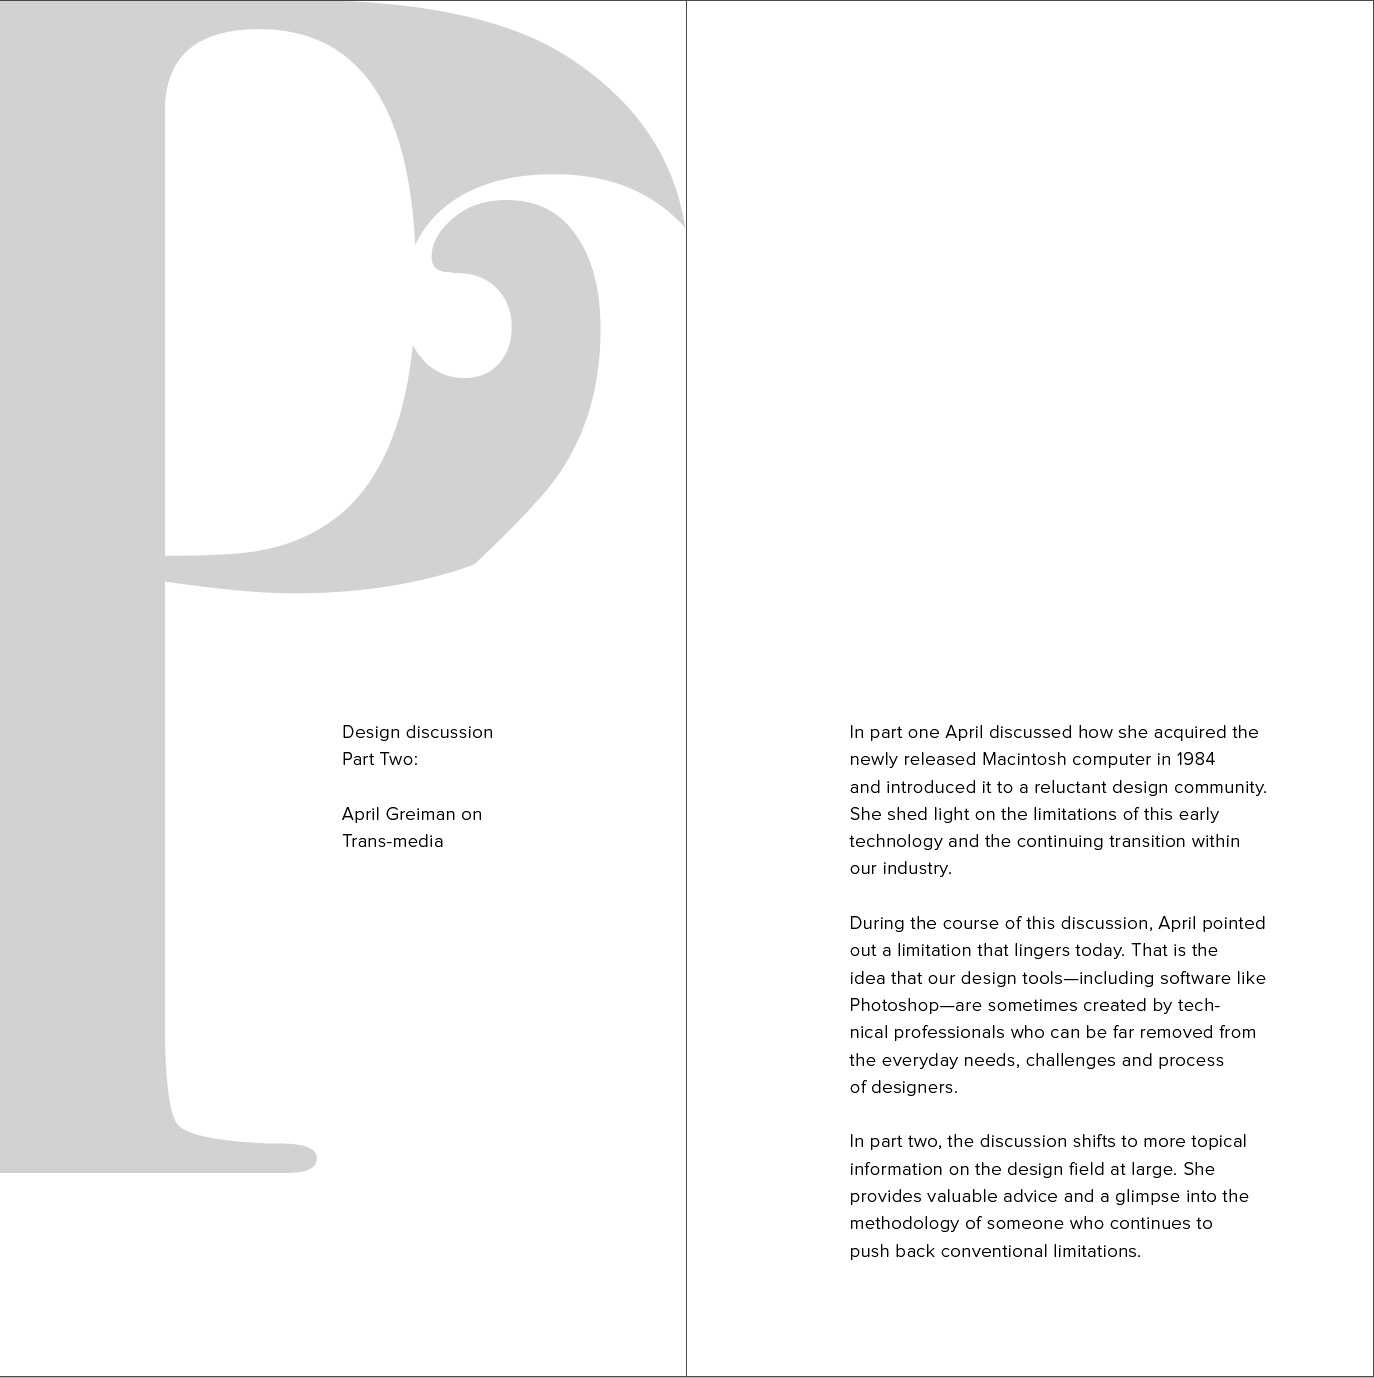 Design discussion
Part Two:
April Greiman on
Trans-media
In part one April discussed how she acquired the
newly released Macintosh computer in 1984
and introduced it to a reluctant design community.
She shed light on the limitations of this early
technology and the continuing transition within
our industry.
During the course of this discussion, April pointed
out a limitation that lingers today. That is the
idea that our design tools—including software like
Photoshop—are sometimes created by tech-
nical professionals who can be far removed from
the everyday needs, challenges and process
of designers.
In part two, the discussion shifts to more topical
information on the design field at large. She
provides valuable advice and a glimpse into the
methodology of someone who continues to
push back conventional limitations.